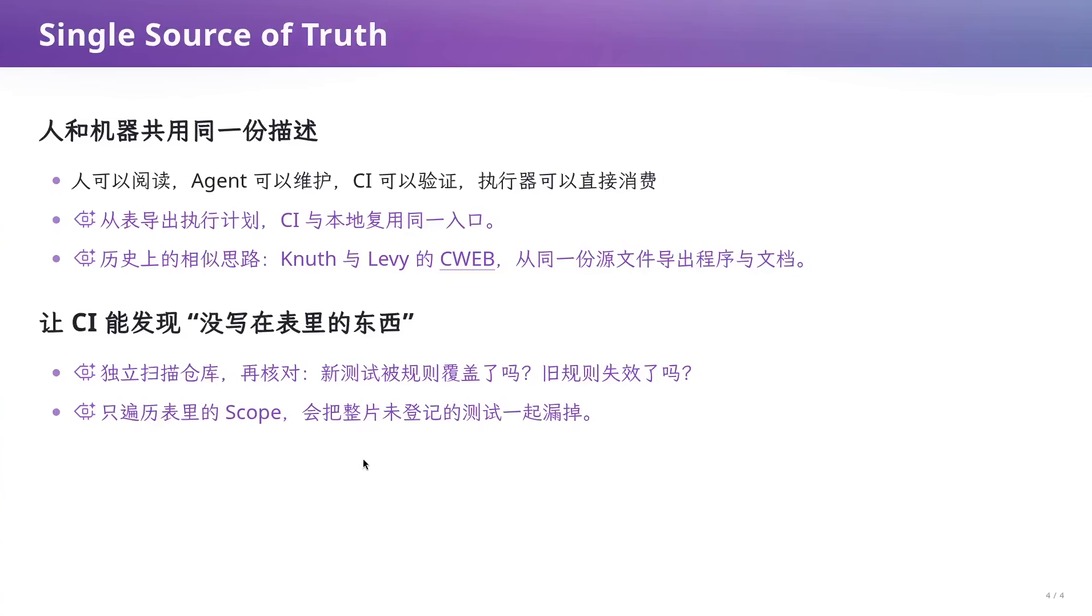 Single Source of Truth
人和机器共用同一份描述
人可以阅读，Agent 可以维护，CI 可以验证，执行器可以直接消费
从表导出执行计划，CI 与本地复用同一入口。
历史上的相似思路：Knuth 与 Levy 的 CWEB，从同一份源文件导出程序与文档。
让 CI 能发现 “没写在表里的东西”
独立扫描仓库，再核对：新测试被规则覆盖了吗？旧规则失效了吗？
只遍历表里的 Scope，会把整片未登记的测试一起漏掉。
4 / 4